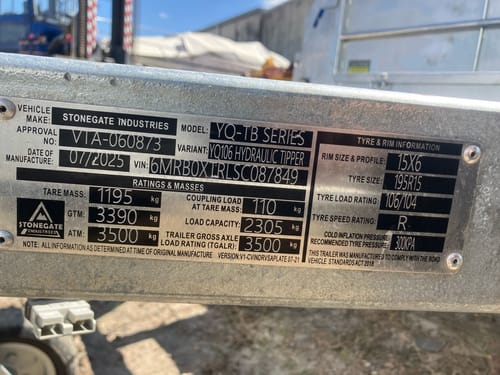 VEHICLE MAKE: STONEGATE INDUSTRIES
APPROVAL NO: VTA-060873
DATE OF MANUFACTURE: 07/2025
MODEL: YQ-TB SERIES
VARIANT: YQ106 HYDRAULIC TIPPER
VIN: 6MRB0X1RLSC087849
RATINGS & MASSES
TARE MASS: 1195 kg
GTM: 3390 kg
ATM: 3500 kg
COUPLING LOAD AT TARE MASS: 110 kg
LOAD CAPACITY: 2305 kg
TRAILER GROSS AXLE LOAD RATING (TGALR): 3500 kg
STONEGATE
INDUSTRIES
NOTE: ALL INFORMATION AS DETERMINED AT TIME OF ORIGINAL MANUFACTURE VERSION:V1-CVINDRVSAPLATE 07-21
TYRE & RIM INFORMATION
RIM SIZE & PROFILE: 15X6
TYRE SIZE: 195R15
TYRE LOAD RATING: 106/104
TYRE SPEED RATING: R
COLD INFLATION RECOMMENDED TYRE PRESSURE
300KPA
THIS TRAILER WAS MANUFACTURED TO COMPLY WITH THE ROAD
VEHICLE STANDARDS ACT 2018